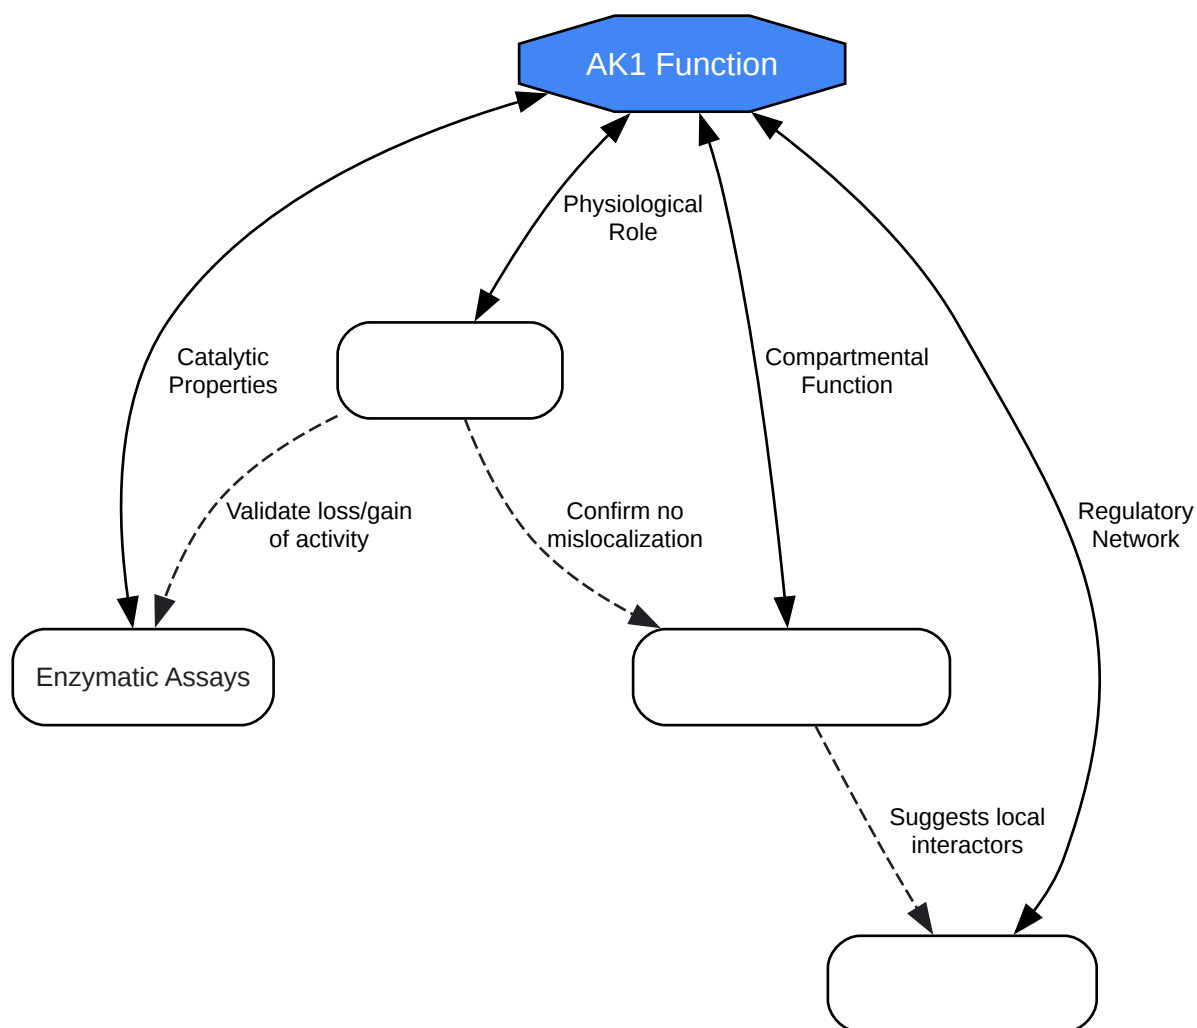 AK1 Function
Physiological
Role
Catalytic
Properties
Compartmental
Function
Validate loss/gain
of activity
Confirm no
mislocalization
Regulatory
Network
Enzymatic Assays
Suggests local
interactors